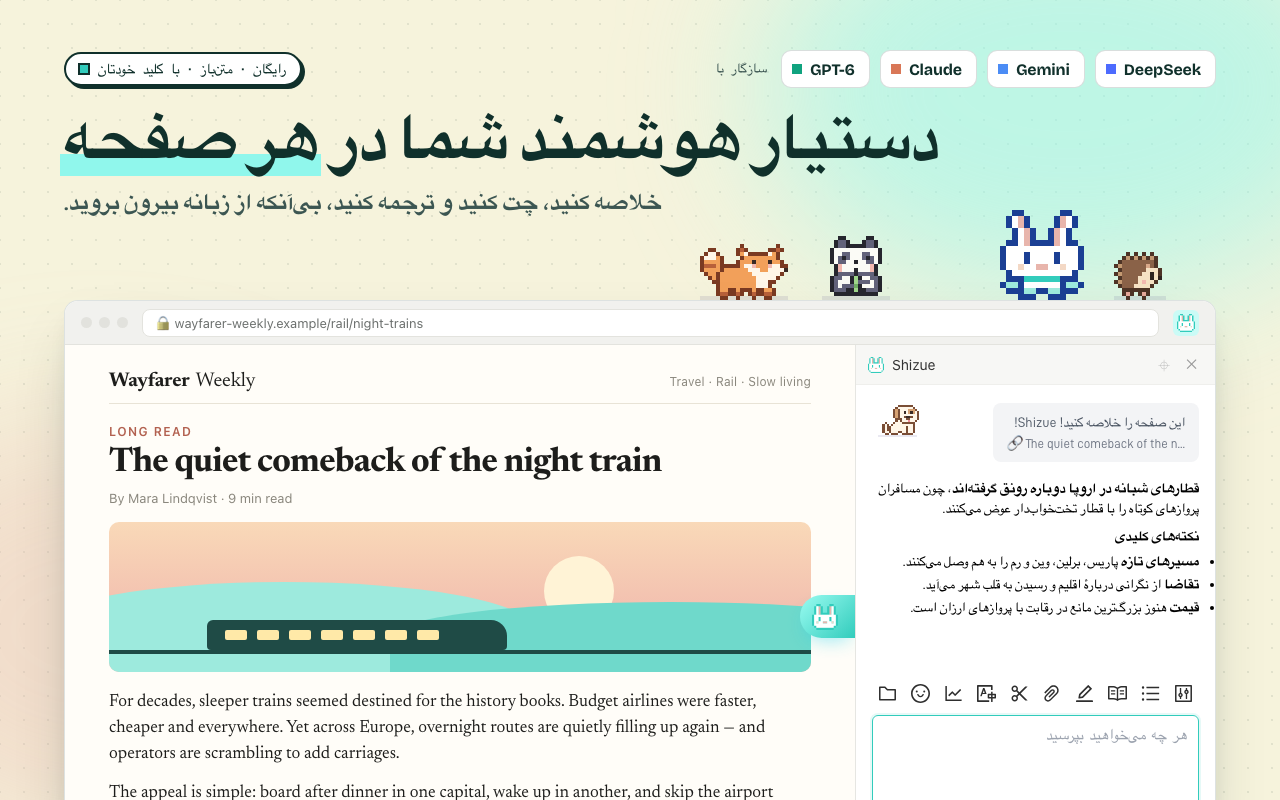 رایگان · متن‌باز · با کلید خودتان
سازگار با
GPT-6
Claude
Gemini
DeepSeek
دستیار هوشمند شما در هر صفحه
خلاصه کنید، چت کنید و ترجمه کنید، بی‌آنکه از زبانه بیرون بروید.
wayfarer-weekly.example/rail/night-trains
Wayfarer Weekly
Travel · Rail · Slow living
LONG READ
The quiet comeback of the night train
By Mara Lindqvist · 9 min read
For decades, sleeper trains seemed destined for the history books. Budget airlines were faster,
cheaper and everywhere. Yet across Europe, overnight routes are quietly filling up again — and
operators are scrambling to add carriages.
The appeal is simple: board after dinner in one capital, wake up in another, and skip the airport
Shizue
این صفحه را خلاصه کنید! Shizue!
The quiet comeback of the n...
قطارهای شبانه در اروپا دوباره رونق گرفته‌اند، چون مسافران
پروازهای کوتاه را با قطار تخت‌خواب‌دار عوض می‌کنند.
نکته‌های کلیدی
• مسیرهای تازه پاریس، برلین، وین و رم را به هم وصل می‌کنند.
• تقاضا از نگرانی دربارهٔ اقلیم و رسیدن به قلب شهر می‌آید.
• قیمت هنوز بزرگ‌ترین مانع در رقابت با پروازهای ارزان است.
هر چه می‌خواهید بپرسید